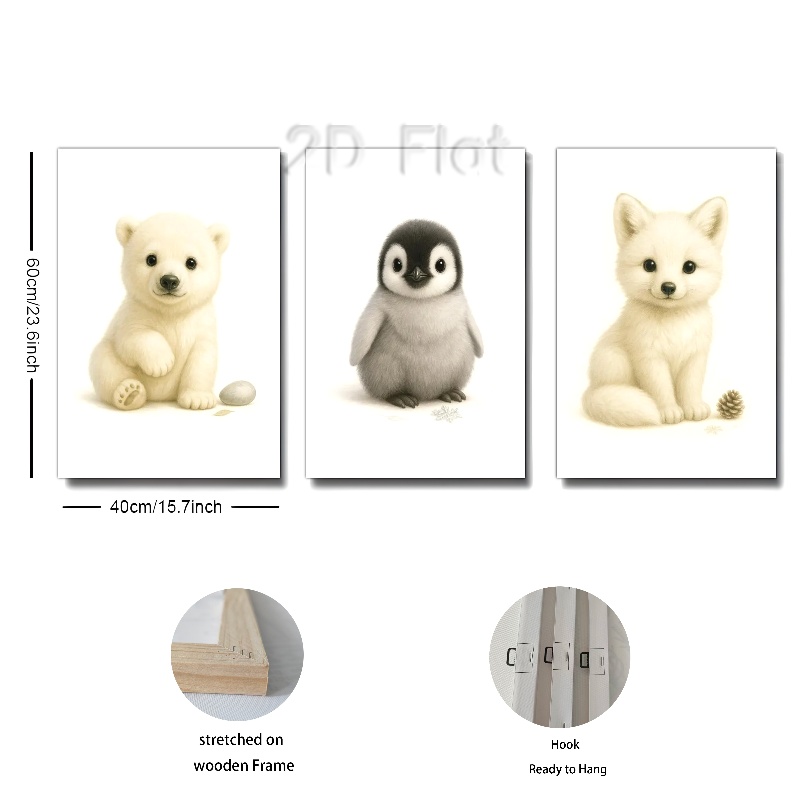 2D Flat
60cm/23.6inch
40cm/15.7inch
stretched on
wooden Frame
Hook
Ready to Hang